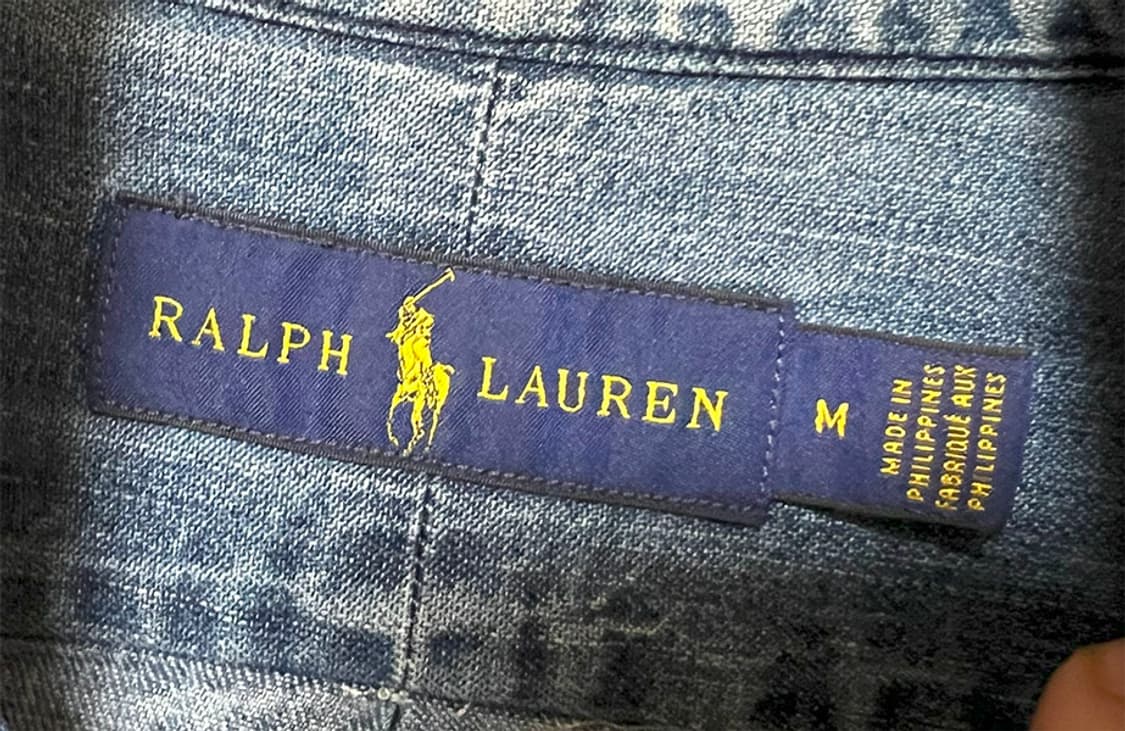 RALPH LAUREN
M
MADE IN
PHILIPPINES
FABRIQUÉ AUX
PHILIPPINES